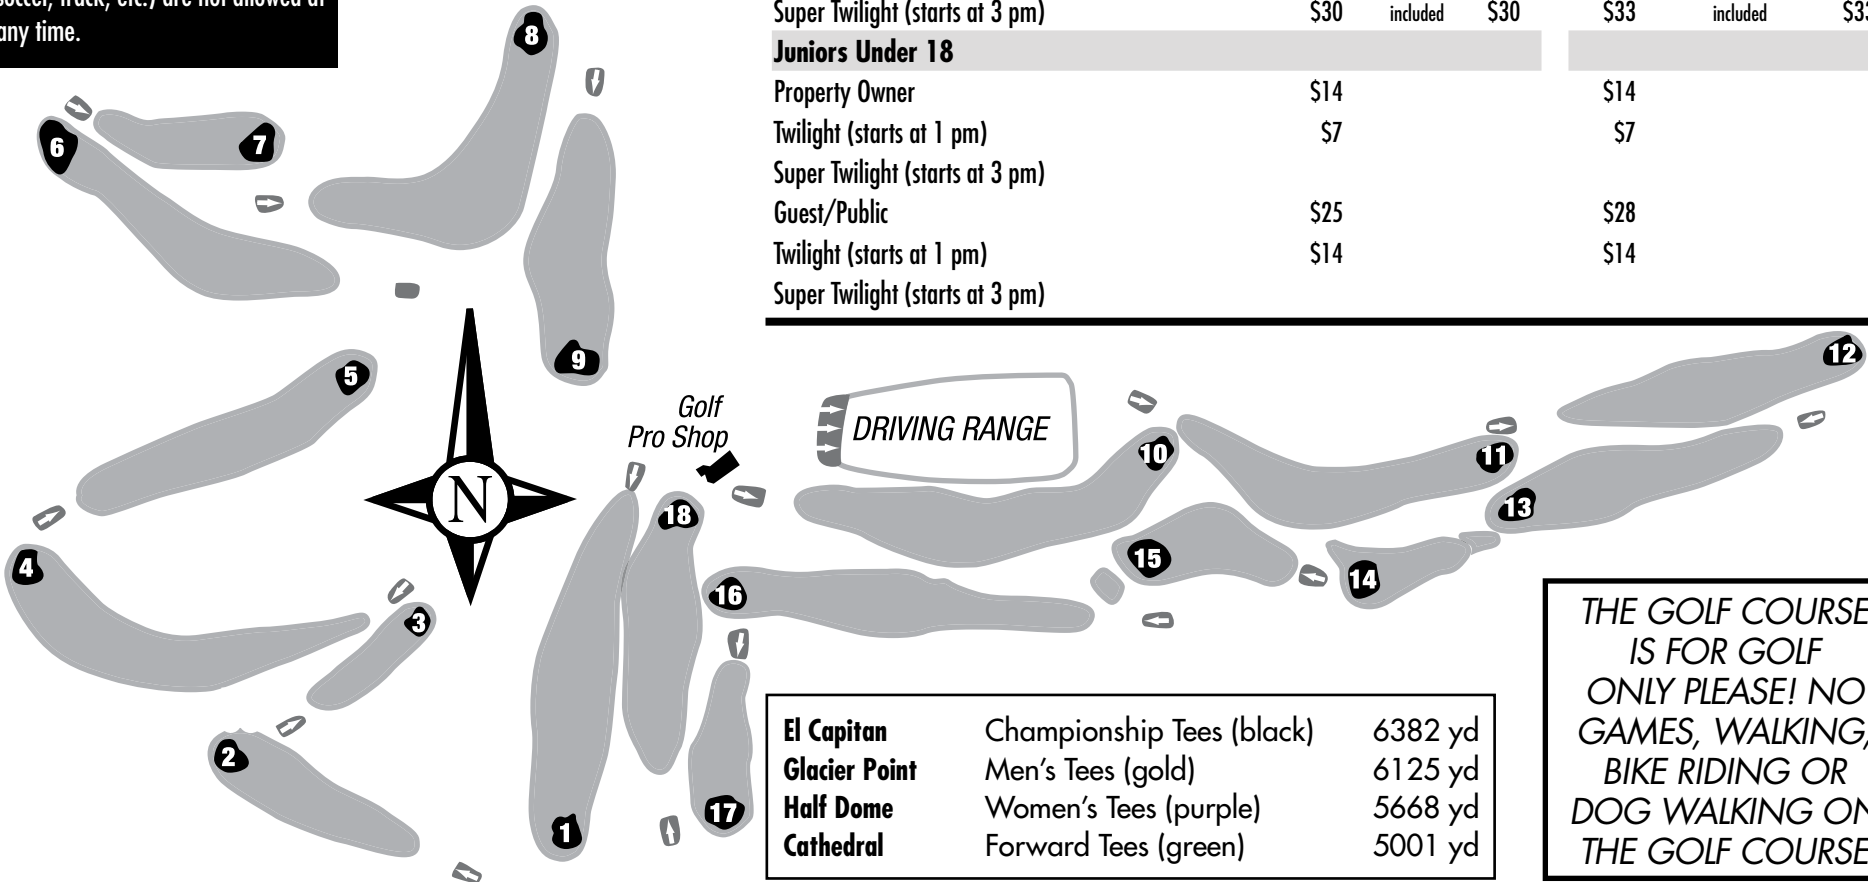 soccer, track, etc.) are not allowed at
any time.
Super Twilight (starts at 3 pm) $30 included $30 $33 included $33
Juniors Under 18
Property Owner $14 $14
Twilight (starts at 1 pm) $7 $7
Super Twilight (starts at 3 pm)
Guest/Public $25 $28
Twilight (starts at 1 pm) $14 $14
Super Twilight (starts at 3 pm)
8
6
7
9
5
12
Golf
Pro Shop
DRIVING RANGE
10
11
N
18
13
4
15
14
16
3
2
17
1
El Capitan Championship Tees (black) 6382 yd
Glacier Point Men's Tees (gold) 6125 yd
Half Dome Women's Tees (purple) 5668 yd
Cathedral Forward Tees (green) 5001 yd
THE GOLF COURSE
IS FOR GOLF
ONLY PLEASE! NO
GAMES, WALKING,
BIKE RIDING OR
DOG WALKING ON
THE GOLF COURSE